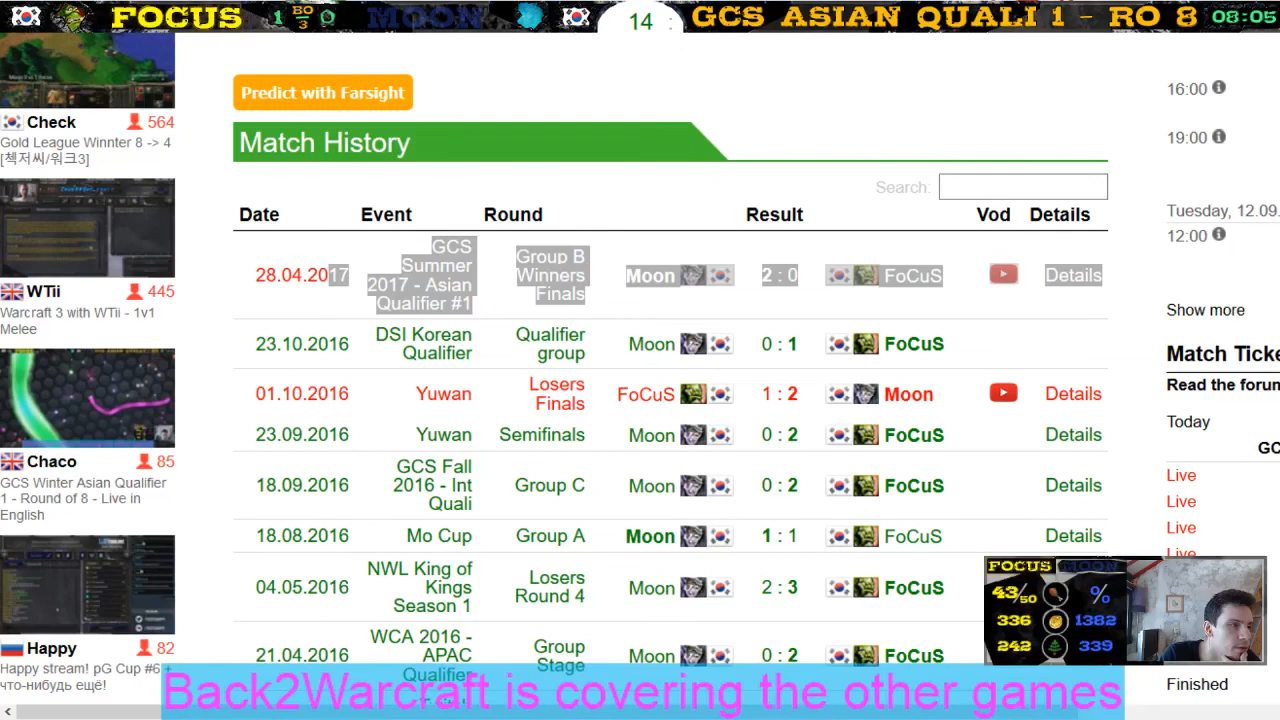 FOCUS 1 BO 3 0 MOON 14 : GCS ASIAN QUALI 1 - RO 8 08:05
Check 564
Gold League Winnter 8 -> 4
[첵저씨/워크3]
WTii 445
Warcraft 3 with WTii - 1v1
Melee
Chaco 85
GCS Winter Asian Qualifier
1 - Round of 8 - Live in
English
Happy 82
Happy stream! pG Cup #6 +
что-нибудь ещё!
Predict with Farsight
Match History
Search:
Date Event Round Result Vod Details
28.04.2017 GCS Summer 2017 - Asian Qualifier #1 Group B Winners Finals Moon 2 : 0 FoCuS Details
23.10.2016 DSI Korean Qualifier Qualifier group Moon 0 : 1 FoCuS
01.10.2016 Yuwan Losers Finals FoCuS 1 : 2 Moon Details
23.09.2016 Yuwan Semifinals Moon 0 : 2 FoCuS Details
18.09.2016 GCS Fall 2016 - Int Quali Group C Moon 0 : 2 FoCuS Details
18.08.2016 Mo Cup Group A Moon 1 : 1 FoCuS Details
04.05.2016 NWL King of Kings Season 1 Losers Round 4 Moon 2 : 3 FoCuS
21.04.2016 WCA 2016 - APAC Qualifier Group Stage Moon 0 : 2 FoCuS
16:00
19:00
Tuesday, 12.09.
12:00
Show more
Match Ticke
Read the forum
Today
GC
Live
Live
Live
Live
FOCUS MOON
43/50 %
336 1382
242 339
Finished
Back2Warcraft is covering the other games